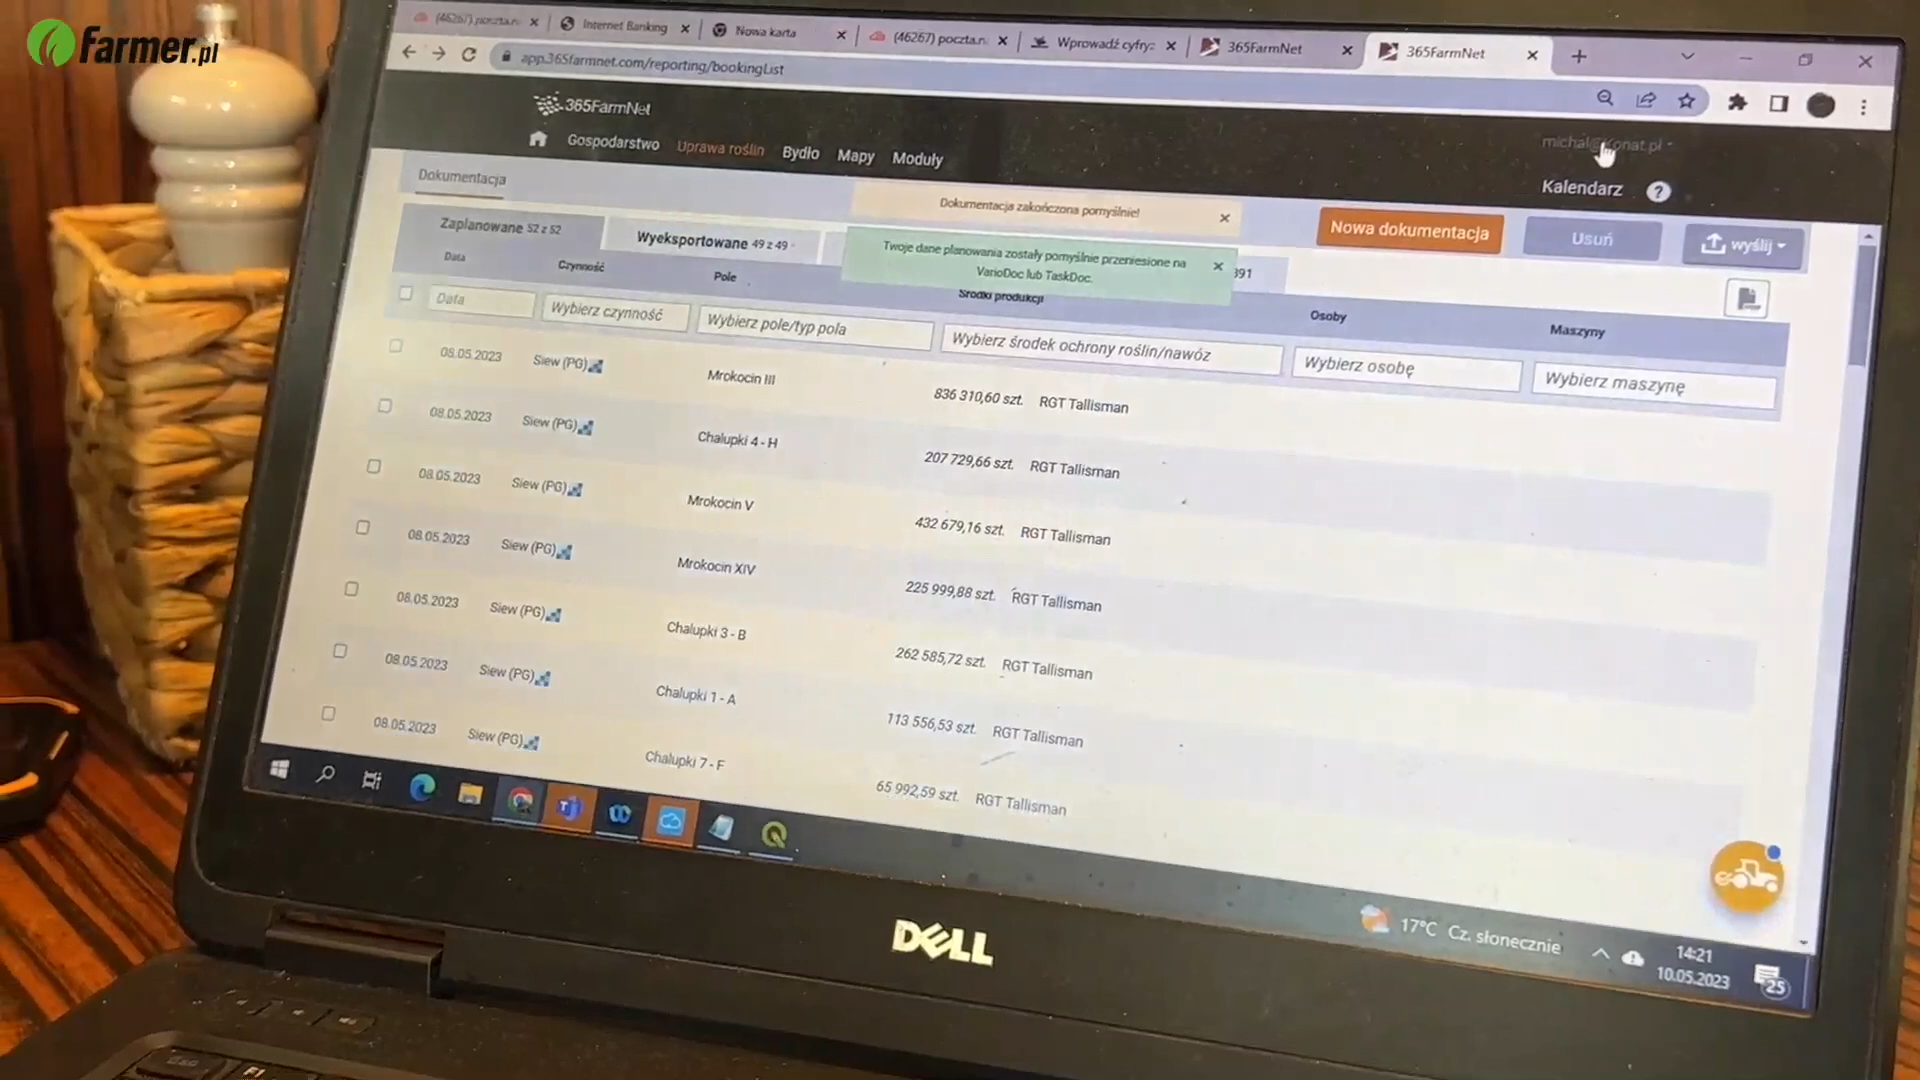 farmer.pl
(46267) poczta.n
Internet Banking
Nowa karta
(46267) poczta.n
Wprowadź cyfry
365FarmNet
365FarmNet
app.365farmnet.com/reporting/bookingList
365FarmNet
Gospodarstwo Uprawa roślin Bydło Mapy Moduły
michal@konat.pl
Kalendarz ?
Dokumentacja
Dokumentacja zakończona pomyślnie!
Nowa dokumentacja Usuń wyślij
Zaplanowane 52 z 52 Wyeksportowane 49 z 49
Twoje dane planowania zostały pomyślnie przeniesione na
VarioDoc lub TaskDoc.
391
Data Czynność Pole Środki produkcji Osoby Maszyny
Data Wybierz czynność Wybierz pole/typ pola Wybierz środek ochrony roślin/nawóz Wybierz osobę Wybierz maszynę
08.05.2023 Siew (PG) Mrokocin III 836 310,60 szt. RGT Tallisman
08.05.2023 Siew (PG) Chalupki 4 - H 207 729,66 szt. RGT Tallisman
08.05.2023 Siew (PG) Mrokocin V 432 679,16 szt. RGT Tallisman
08.05.2023 Siew (PG) Mrokocin XIV 225 999,88 szt. RGT Tallisman
08.05.2023 Siew (PG) Chalupki 3 - B 262 585,72 szt. RGT Tallisman
08.05.2023 Siew (PG) Chalupki 1 - A 113 556,53 szt. RGT Tallisman
08.05.2023 Siew (PG) Chalupki 7 - F 65 992,59 szt. RGT Tallisman
17°C Cz. słonecznie
14:21
10.05.2023
25
DELL
F1